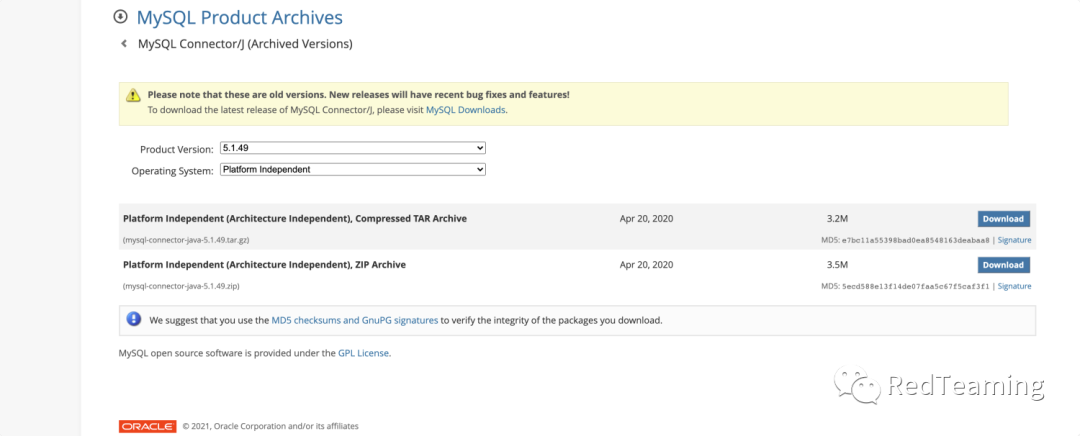 MySQL Product Archives
MySQL Connector/J (Archived Versions)
Please note that these are old versions. New releases will have recent bug fixes and features!
To download the latest release of MySQL Connector/J, please visit MySQL Downloads.
Product Version: 5.1.49
Operating System: Platform Independent
Platform Independent (Architecture Independent), Compressed TAR Archive Apr 20, 2020 3.2M Download
(mysql-connector-java-5.1.49.tar.gz) MD5: e7bc11a55398bad0ea8548163deabaa8 | Signature
Platform Independent (Architecture Independent), ZIP Archive Apr 20, 2020 3.5M Download
(mysql-connector-java-5.1.49.zip) MD5: 5ecd588e13f14de07faa5c67f5caf3f1 | Signature
We suggest that you use the MD5 checksums and GnuPG signatures to verify the integrity of the packages you download.
MySQL open source software is provided under the GPL License.
RedTeaming
ORACLE © 2021, Oracle Corporation and/or its affiliates